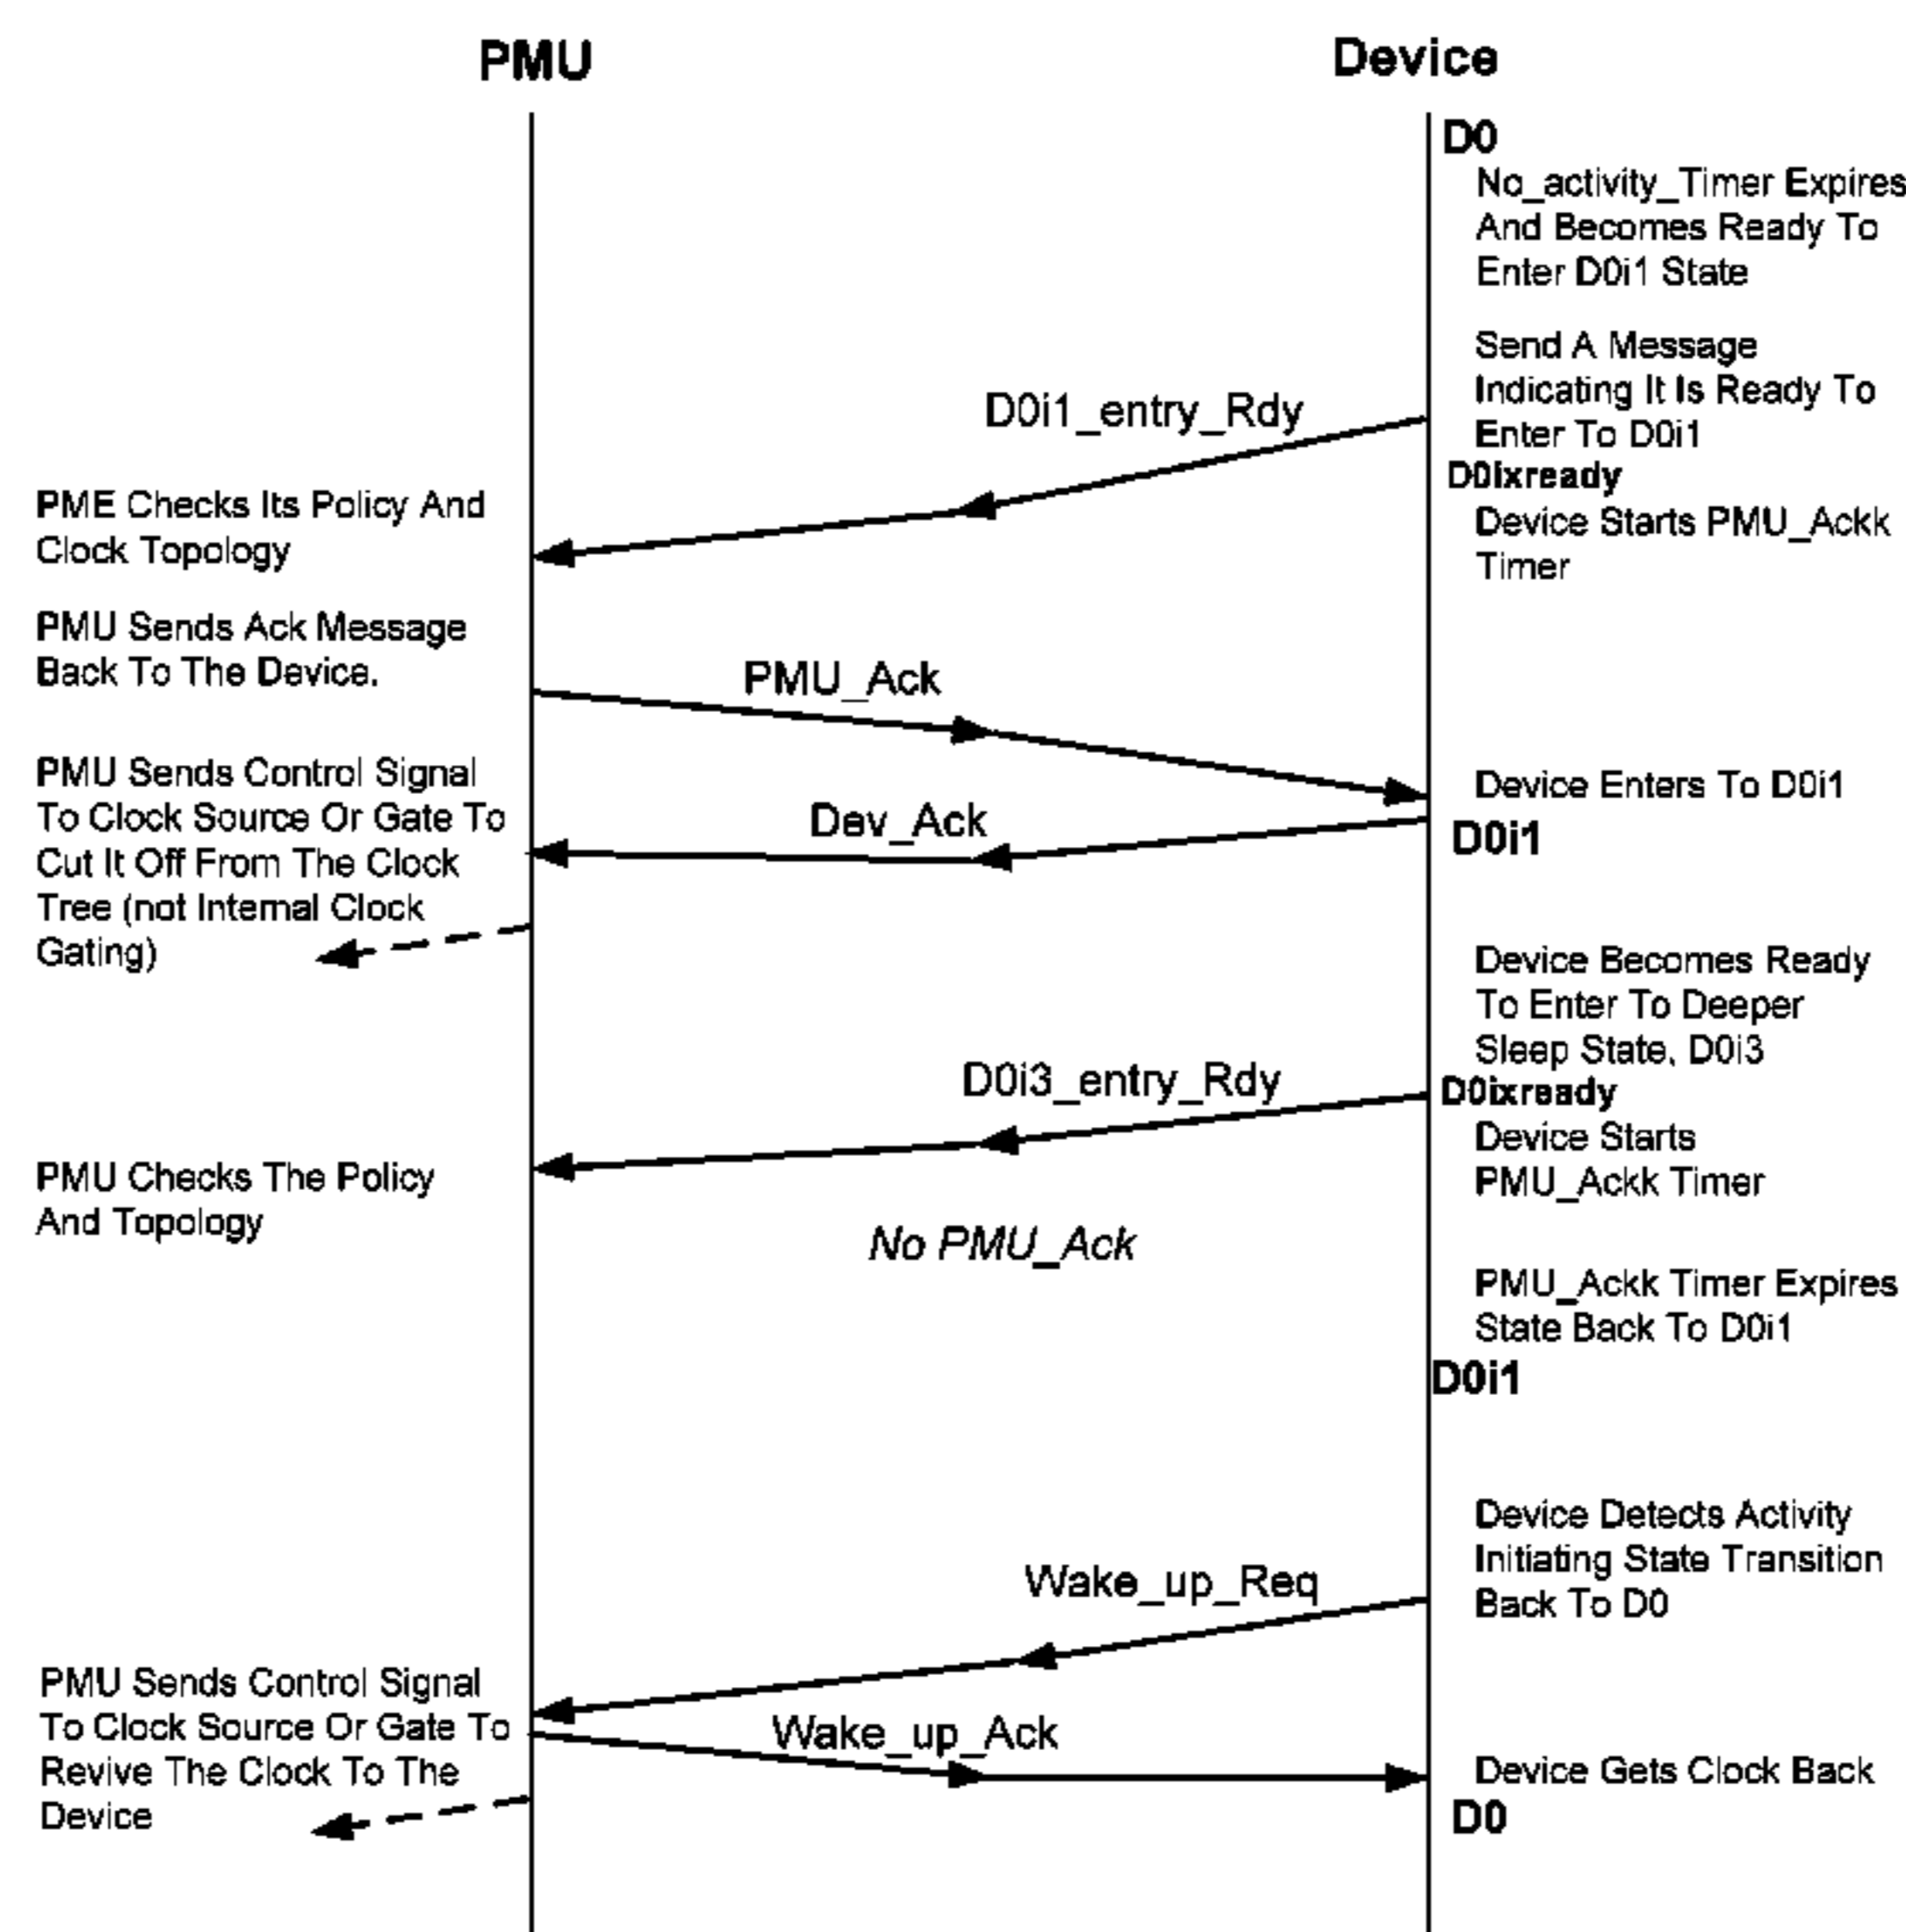 PMU
Device
D0
No_activity_Timer Expires
And Becomes Ready To
Enter D0i1 State
Send A Message
Indicating It Is Ready To
Enter To D0i1
D0i1_entry_Rdy
D0ixready
Device Starts PMU_Ackk
Timer
PME Checks Its Policy And
Clock Topology
PMU Sends Ack Message
Back To The Device.
PMU_Ack
PMU Sends Control Signal
To Clock Source Or Gate To
Cut It Off From The Clock
Tree (not Internal Clock
Gating)
Device Enters To D0i1
D0i1
Dev_Ack
Device Becomes Ready
To Enter To Deeper
Sleep State, D0i3
D0i3_entry_Rdy
D0ixready
Device Starts
PMU_Ackk Timer
PMU Checks The Policy
And Topology
No PMU_Ack
PMU_Ackk Timer Expires
State Back To D0i1
D0i1
Device Detects Activity
Initiating State Transition
Back To D0
Wake_up_Req
PMU Sends Control Signal
To Clock Source Or Gate To
Revive The Clock To The
Device
Wake_up_Ack
Device Gets Clock Back
D0